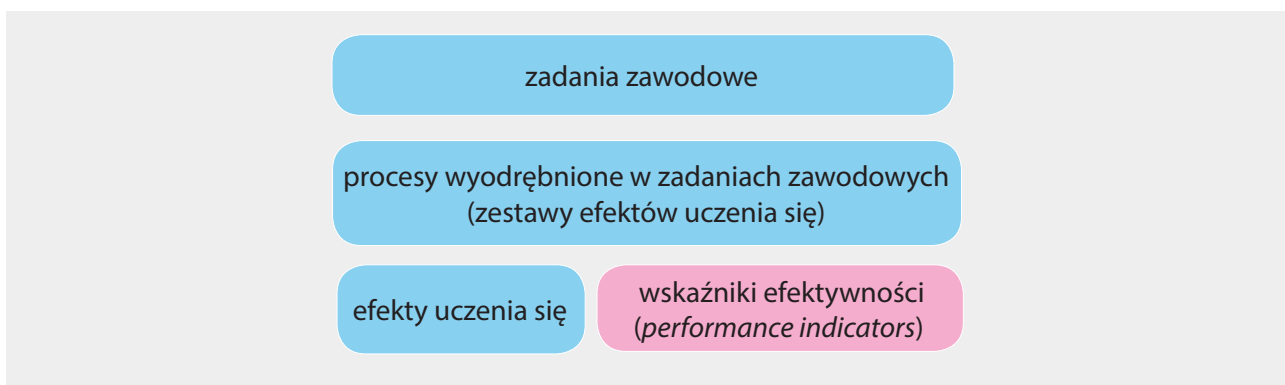 zadania zawodowe
procesy wyodrębnione w zadaniach zawodowych
(zestawy efektów uczenia się)
efekty uczenia się
wskaźniki efektywności
(performance indicators)